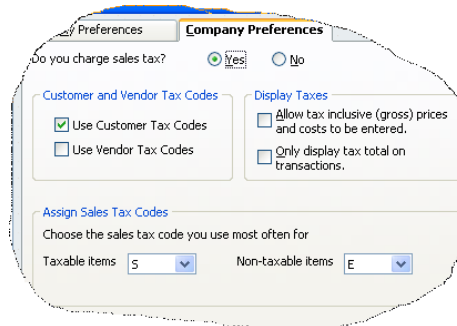 Preferences Company Preferences
Do you charge sales tax? Yes No
Customer and Vendor Tax Codes
Use Customer Tax Codes
Use Vendor Tax Codes
Display Taxes
Allow tax inclusive (gross) prices
and costs to be entered.
Only display tax total on
transactions.
Assign Sales Tax Codes
Choose the sales tax code you use most often for
Taxable items S Non-taxable items E